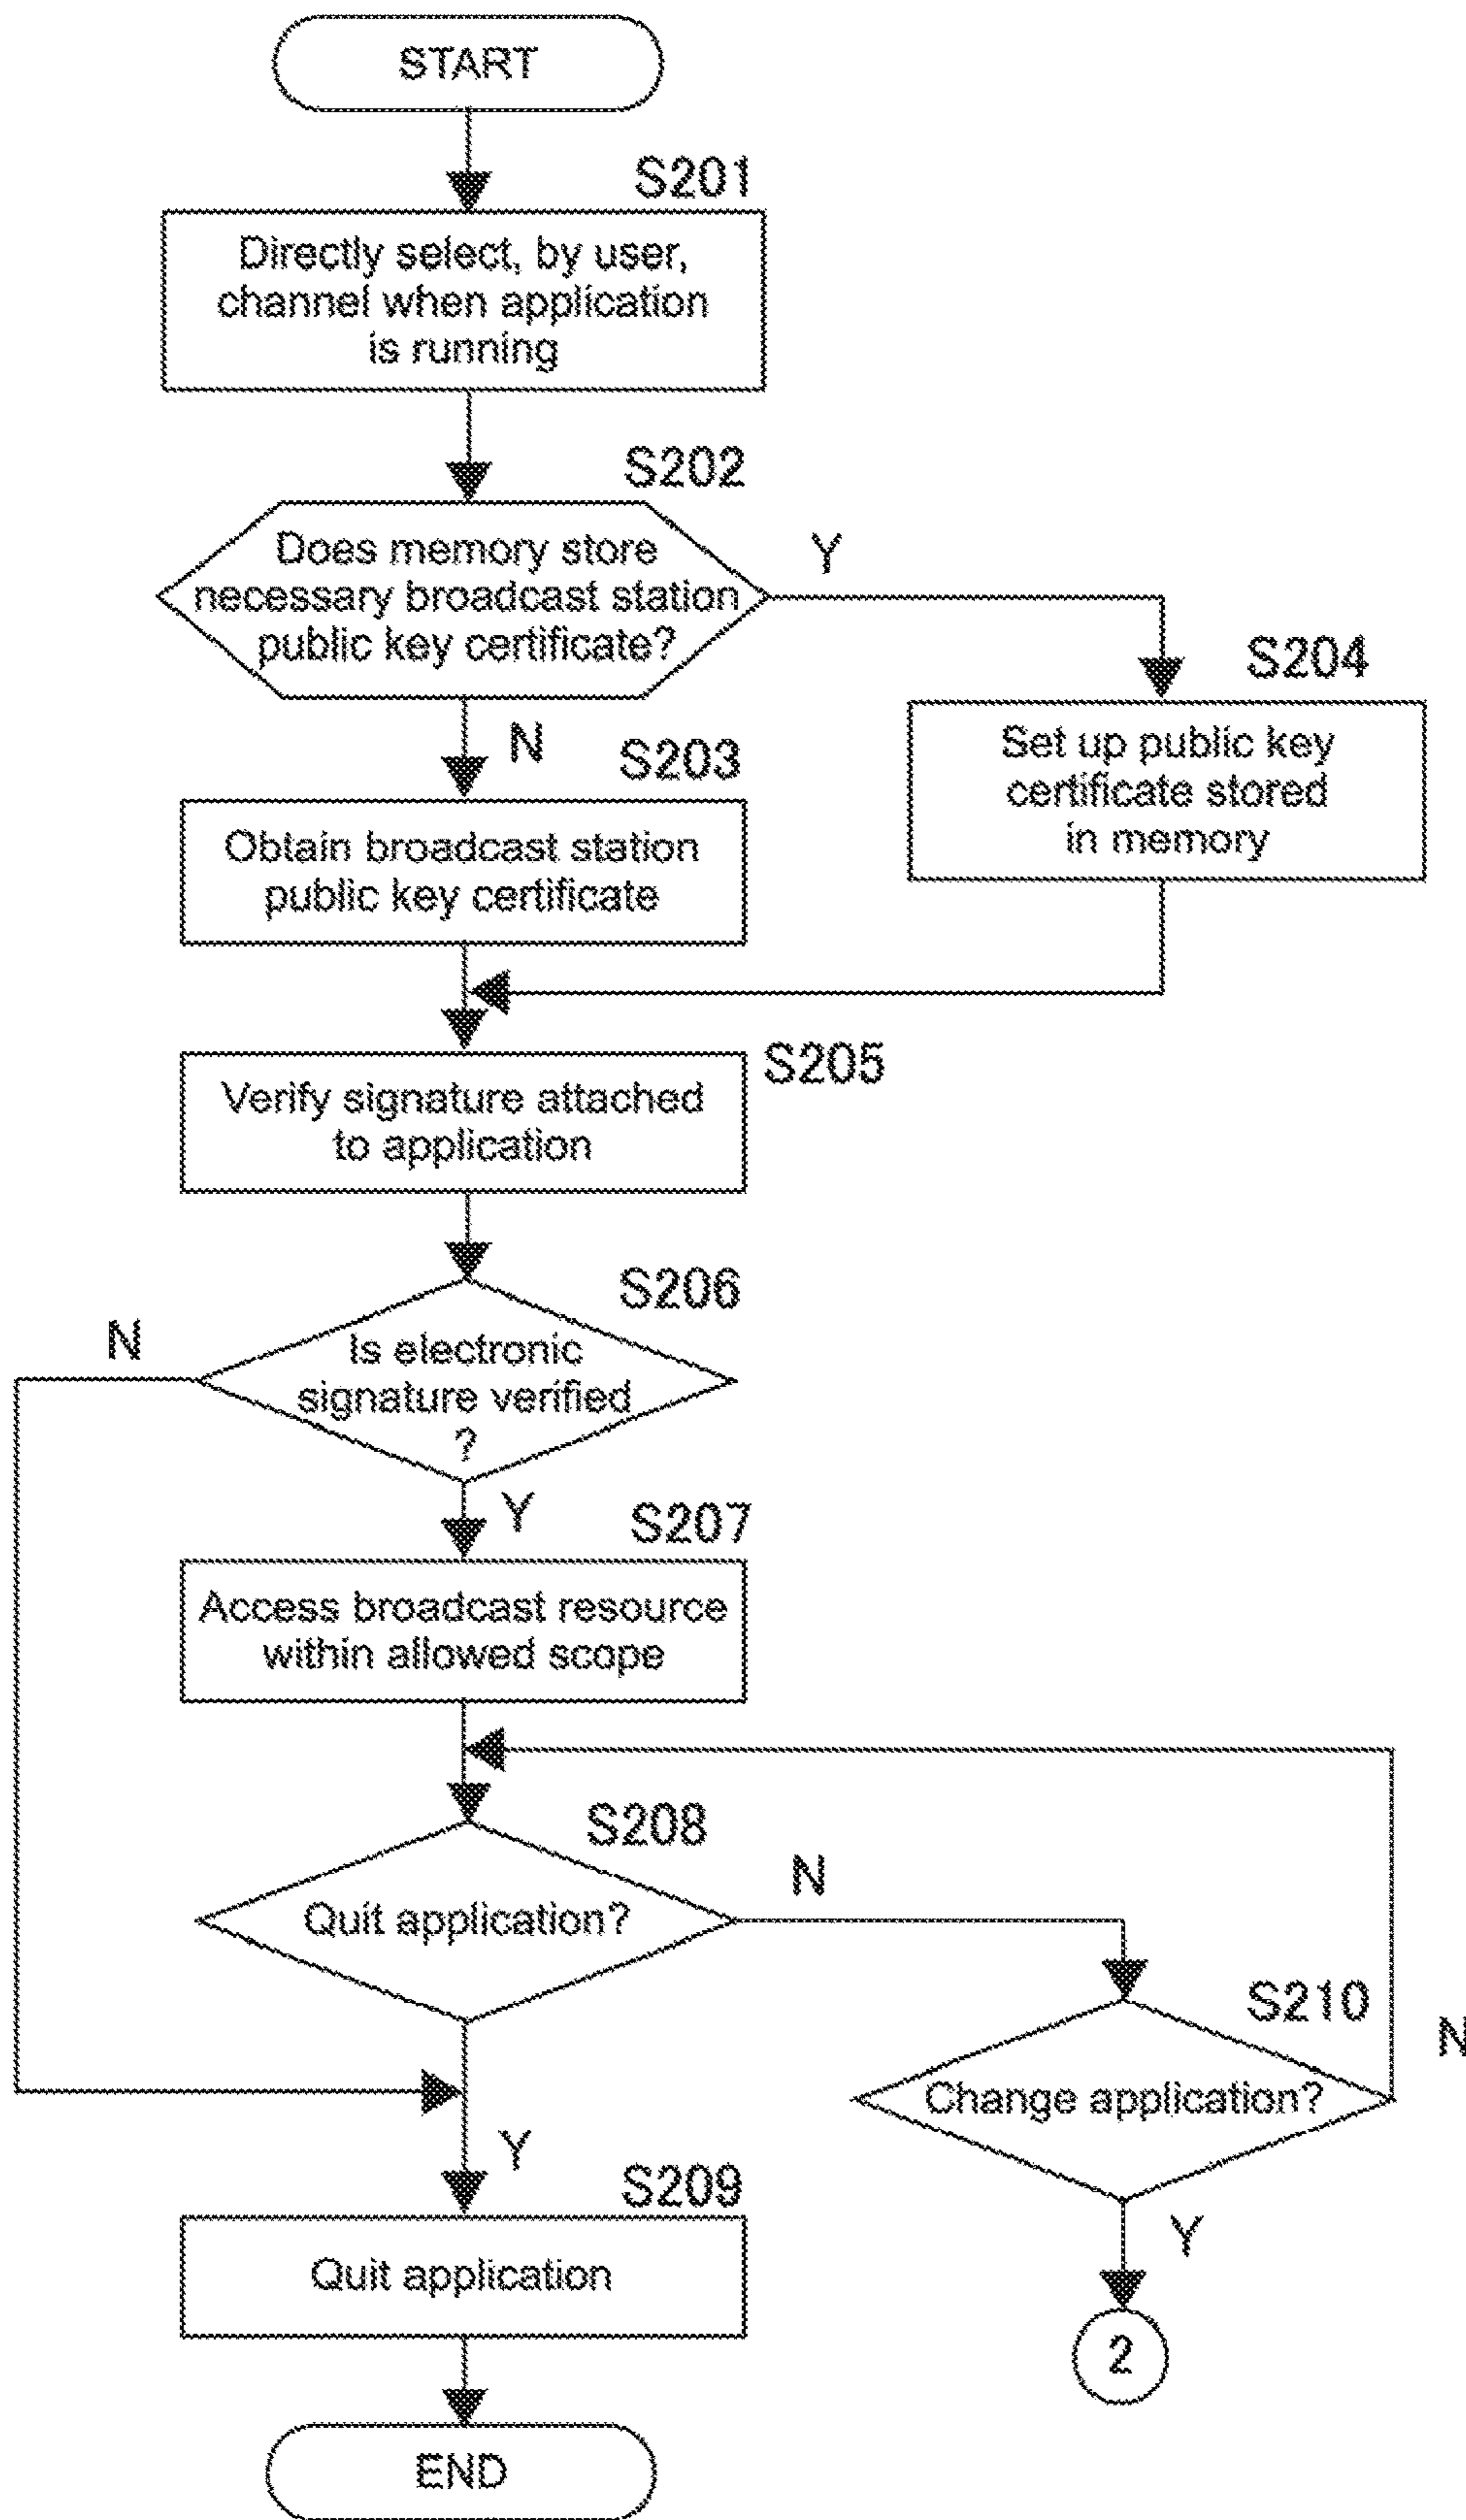 START
S201
Directly select, by user,
channel when application
is running
S202
Does memory store
necessary broadcast station
public key certificate?
Y
N
S204
Set up public key
certificate stored
in memory
S203
Obtain broadcast station
public key certificate
S205
Verify signature attached
to application
S206
N
Is electronic
signature verified
?
Y
S207
Access broadcast resource
within allowed scope
S208
Quit application?
N
S210
N
Change application?
Y
Y
S209
Quit application
2
END